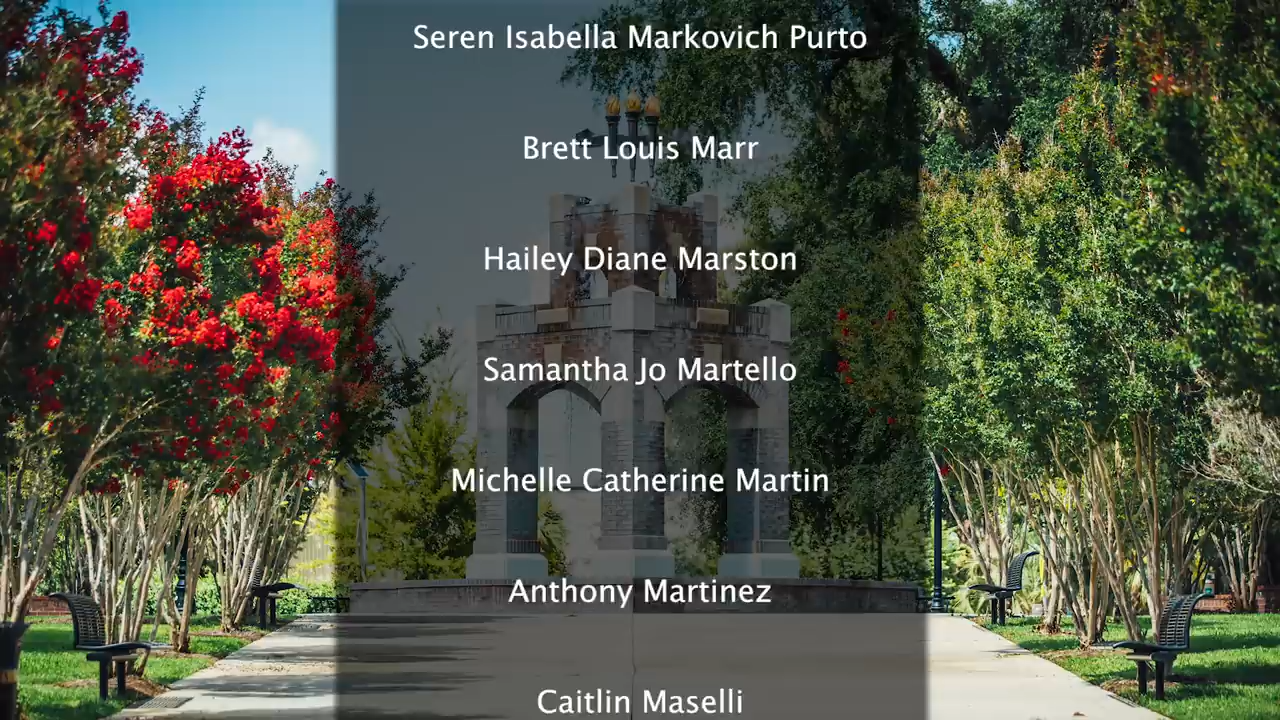 Seren Isabella Markovich Purto
Brett Louis Marr
Hailey Diane Marston
Samantha Jo Martello
Michelle Catherine Martin
Anthony Martinez
Caitlin Maselli